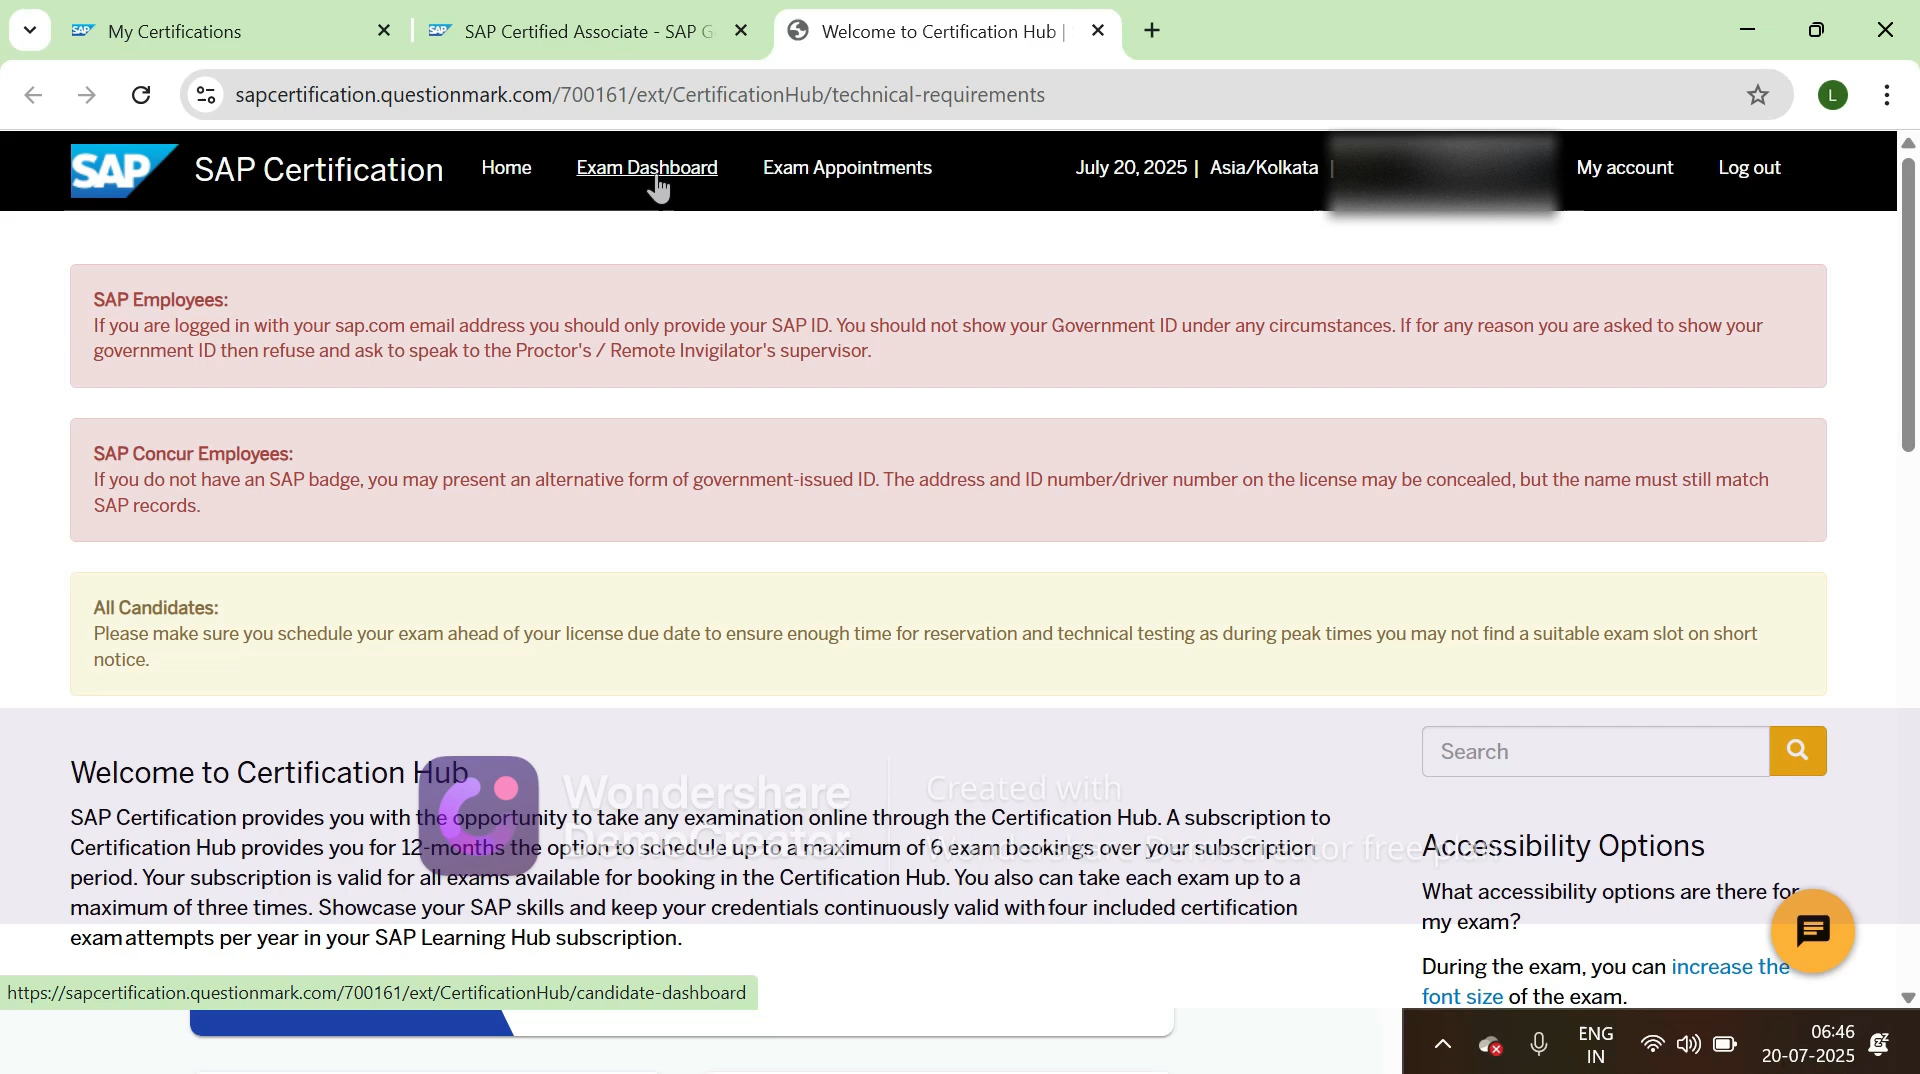 My Certifications
SAP Certified Associate - SAP G
Welcome to Certification Hub |
sapcertification.questionmark.com/700161/ext/CertificationHub/technical-requirements
L
SAP SAP Certification Home Exam Dashboard Exam Appointments July 20, 2025 | Asia/Kolkata | My account Log out
SAP Employees:
If you are logged in with your sap.com email address you should only provide your SAP ID. You should not show your Government ID under any circumstances. If for any reason you are asked to show your
government ID then refuse and ask to speak to the Proctor's / Remote Invigilator's supervisor.
SAP Concur Employees:
If you do not have an SAP badge, you may present an alternative form of government-issued ID. The address and ID number/driver number on the license may be concealed, but the name must still match
SAP records.
All Candidates:
Please make sure you schedule your exam ahead of your license due date to ensure enough time for reservation and technical testing as during peak times you may not find a suitable exam slot on short
notice.
Search
Welcome to Certification Hub
SAP Certification provides you with the opportunity to take any examination online through the Certification Hub. A subscription to
Certification Hub provides you for 12-months the option to schedule up to a maximum of 6 exam bookings over your subscription
period. Your subscription is valid for all exams available for booking in the Certification Hub. You also can take each exam up to a
maximum of three times. Showcase your SAP skills and keep your credentials continuously valid with four included certification
exam attempts per year in your SAP Learning Hub subscription.
Wondershare
DemoCreator
Created with
Wondershare DemoCreator free plan
Accessibility Options
What accessibility options are there for
my exam?
During the exam, you can increase the
font size of the exam.
https://sapcertification.questionmark.com/700161/ext/CertificationHub/candidate-dashboard
ENG
IN
06:46
20-07-2025